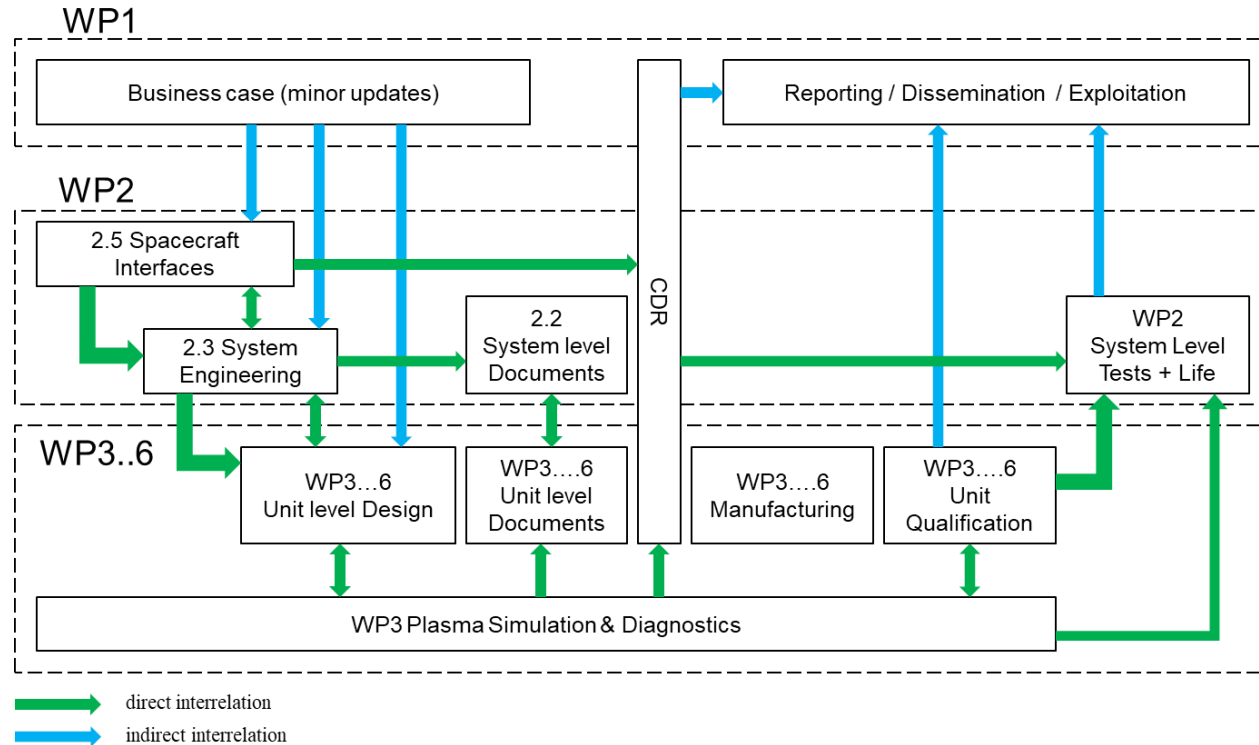 WP1
Business case (minor updates)
Reporting / Dissemination / Exploitation
WP2
2.5 Spacecraft
Interfaces
CDR
2.3 System
Engineering
2.2
System level
Documents
WP2
System Level
Tests + Life
WP3..6
WP3...6
Unit level Design
WP3....6
Unit level
Documents
WP3....6
Manufacturing
WP3....6
Unit
Qualification
WP3 Plasma Simulation & Diagnostics
direct interrelation
indirect interrelation